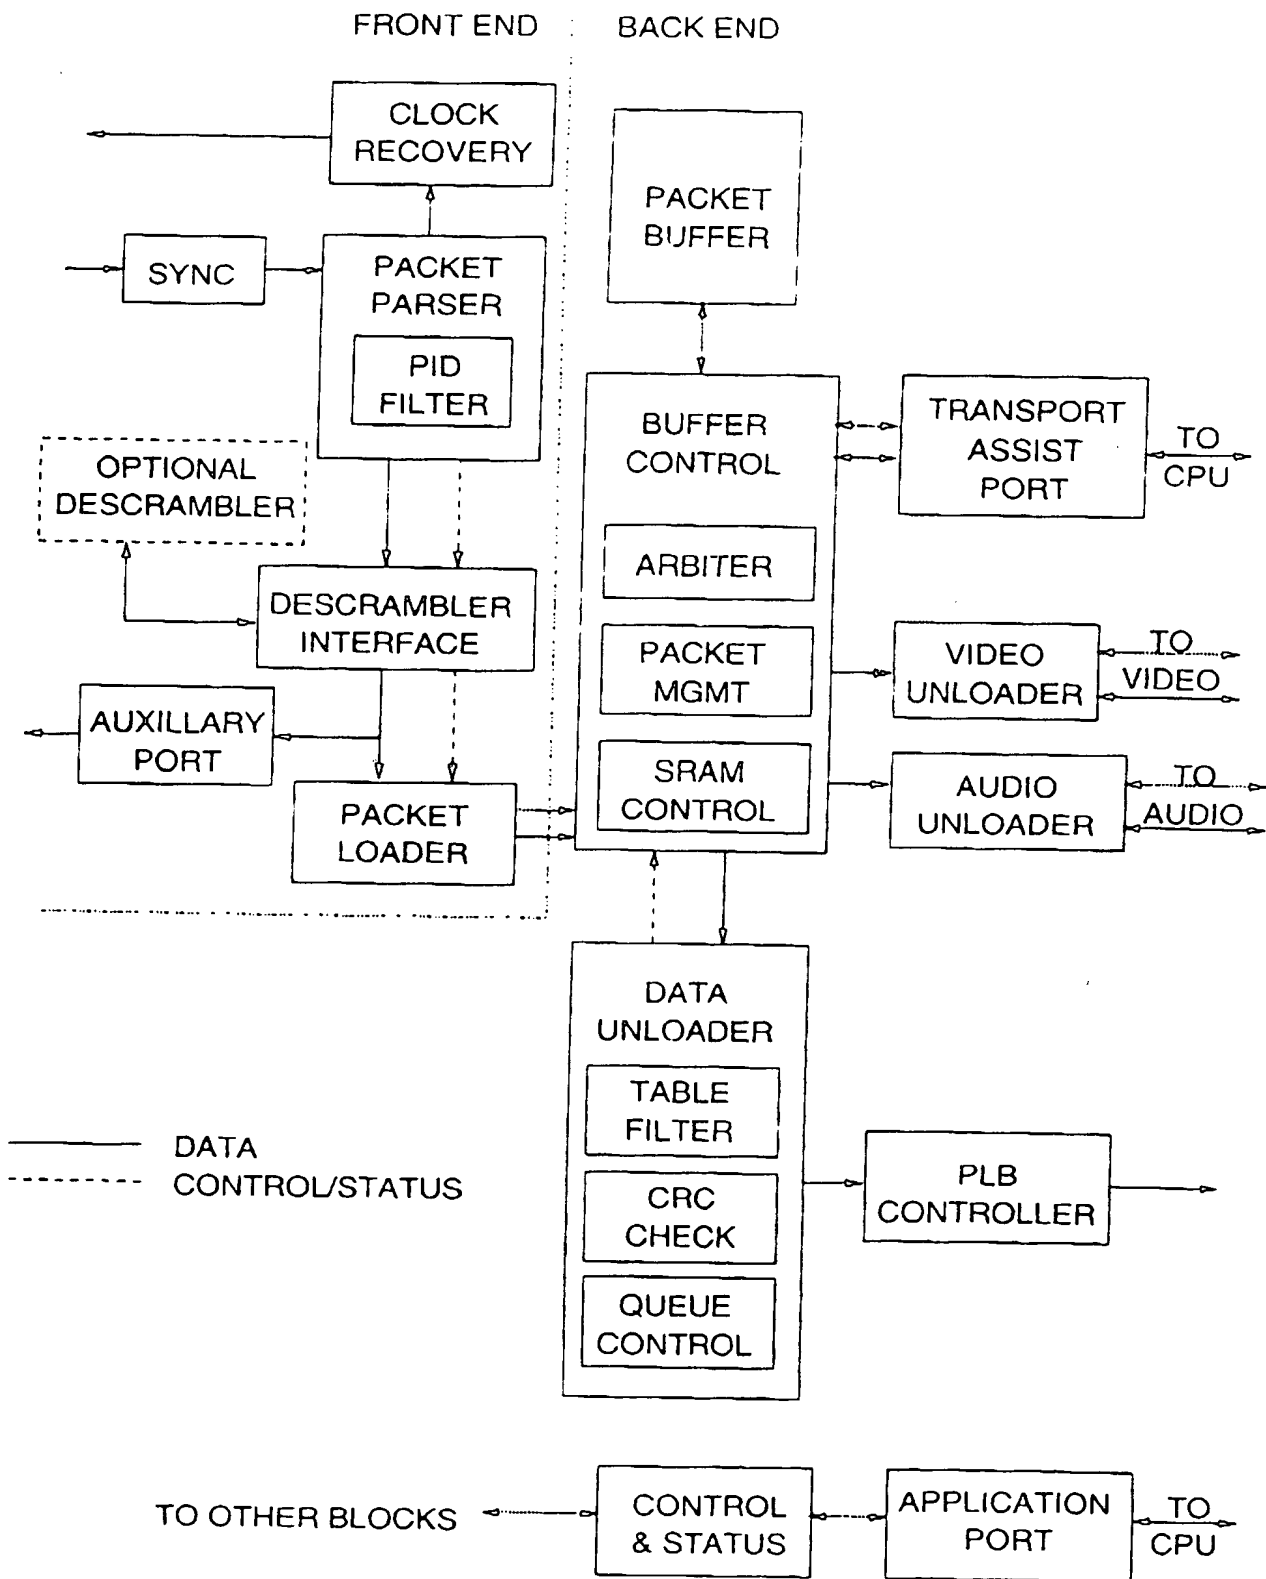 FRONT END
BACK END
CLOCK
RECOVERY
PACKET
BUFFER
SYNC
PACKET
PARSER
PID
FILTER
BUFFER
CONTROL
TRANSPORT
ASSIST
PORT
TO
CPU
OPTIONAL
DESCRAMBLER
ARBITER
DESCRAMBLER
INTERFACE
PACKET
MGMT
VIDEO
UNLOADER
TO
VIDEO
AUXILLARY
PORT
SRAM
CONTROL
AUDIO
UNLOADER
TO
AUDIO
PACKET
LOADER
DATA
UNLOADER
TABLE
FILTER
DATA
CONTROL/STATUS
CRC
CHECK
PLB
CONTROLLER
QUEUE
CONTROL
TO OTHER BLOCKS
CONTROL
& STATUS
APPLICATION
PORT
TO
CPU